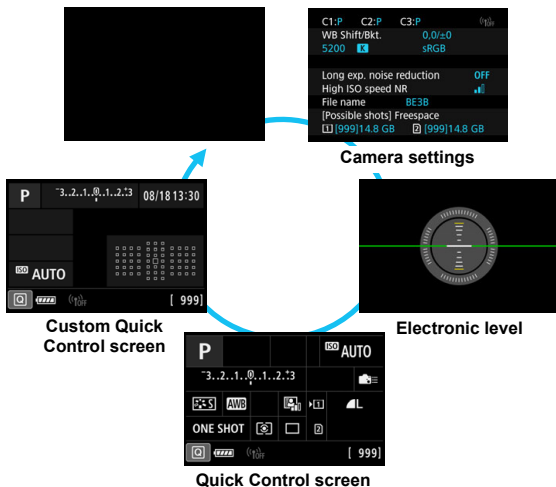 C1:P C2:P C3:P OFF
WB Shift/Bkt. 0,0/±0
5200 K sRGB
Long exp. noise reduction OFF
High ISO speed NR
File name BE3B
[Possible shots] Freespace
1 [999]14.8 GB 2 [999]14.8 GB
Camera settings
P -3..2..1..0..1..2..+3 08/18 13:30
ISO AUTO
Q OFF [ 999]
Custom Quick
Control screen
Electronic level
P ISO AUTO
-3..2..1..0..1..2..+3
S AWB 1 L
ONE SHOT 2
Q OFF [ 999]
Quick Control screen